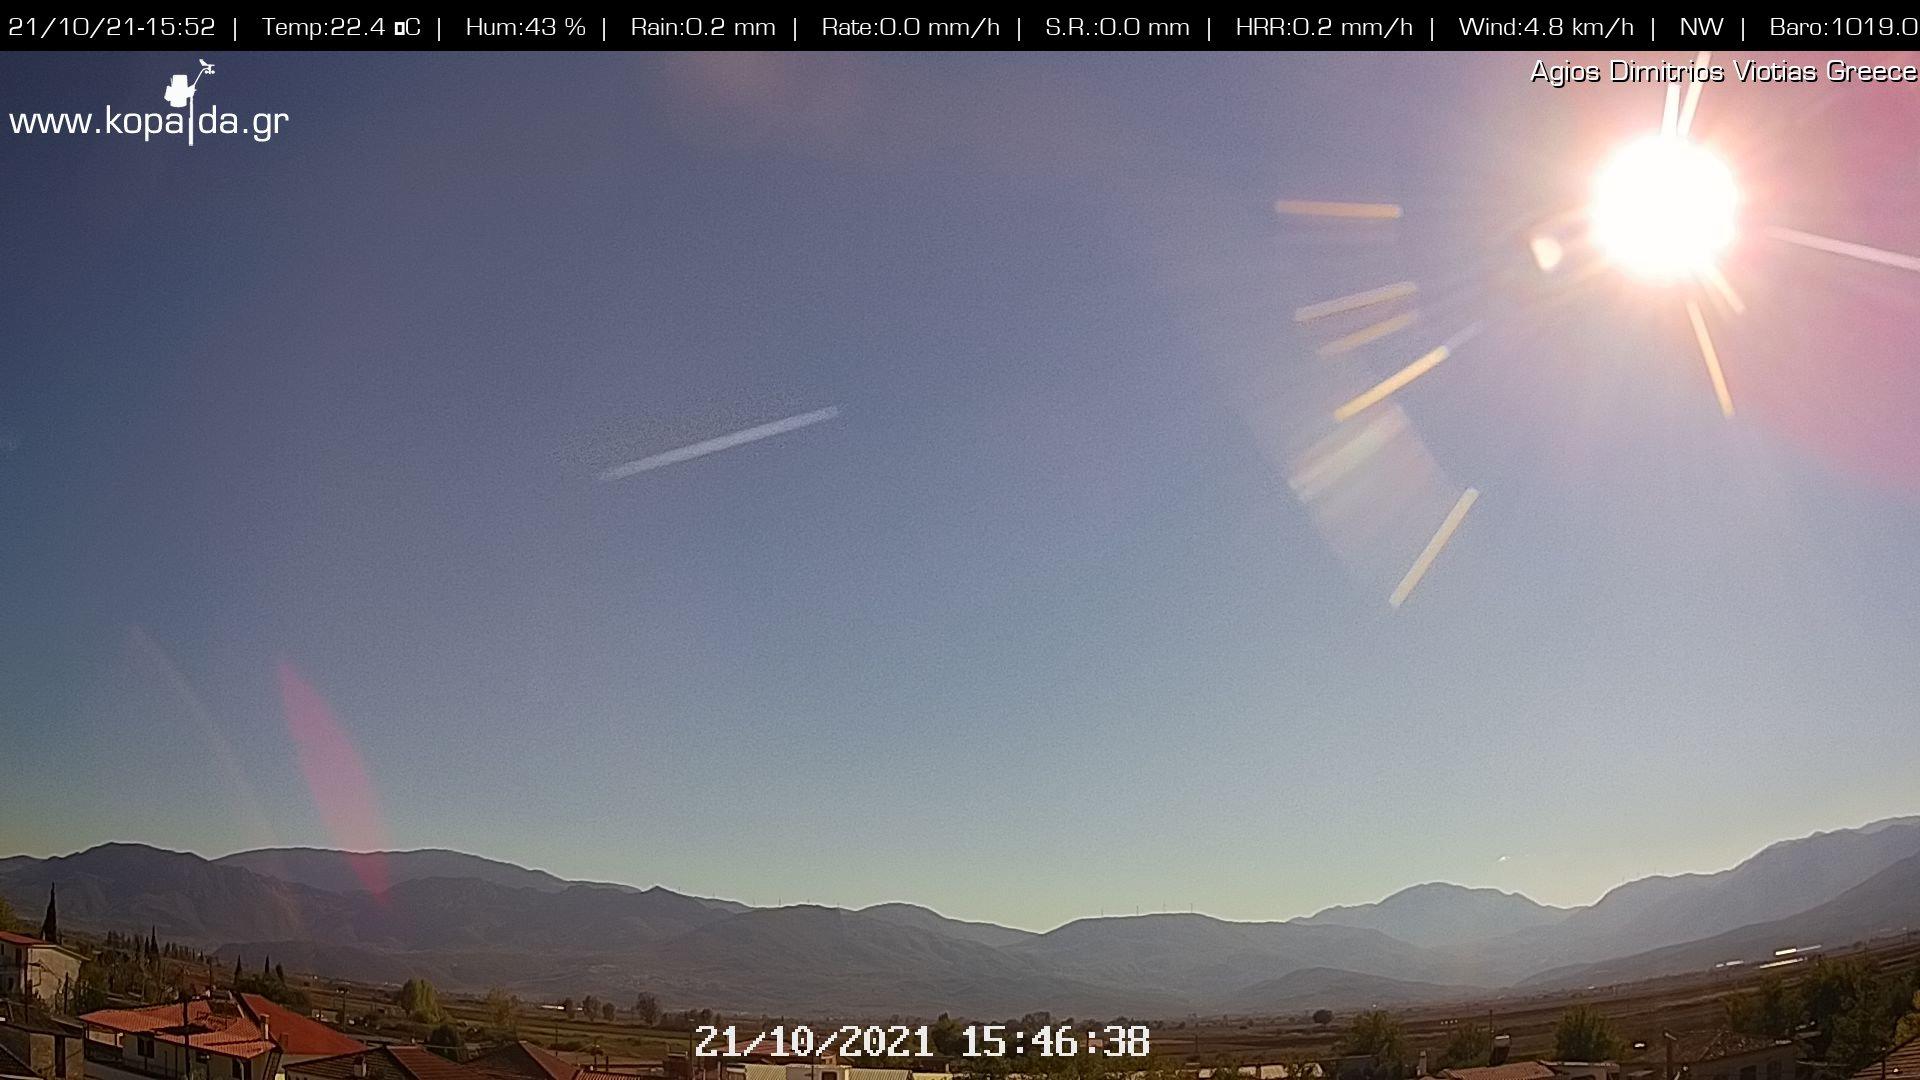 21/10/21-15:52 | Temp:22.4 °C | Hum:43 % | Rain:0.2 mm | Rate:0.0 mm/h | S.R.:0.0 mm | HRR:0.2 mm/h | Wind:4.8 km/h | NW | Baro:1019.0
Agios Dimitrios Viotias Greece
www.kopaida.gr
21/10/2021 15:46:38